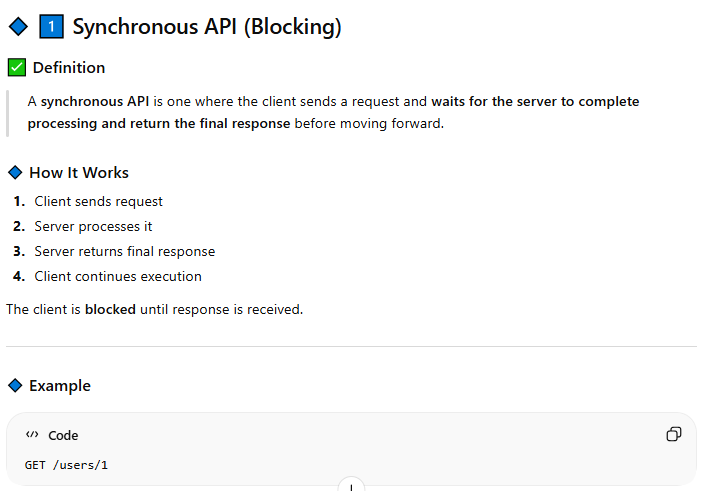 1 Synchronous API (Blocking)
Definition
A synchronous API is one where the client sends a request and waits for the server to complete
processing and return the final response before moving forward.
How It Works
1. Client sends request
2. Server processes it
3. Server returns final response
4. Client continues execution
The client is blocked until response is received.
Example
</> Code
GET /users/1